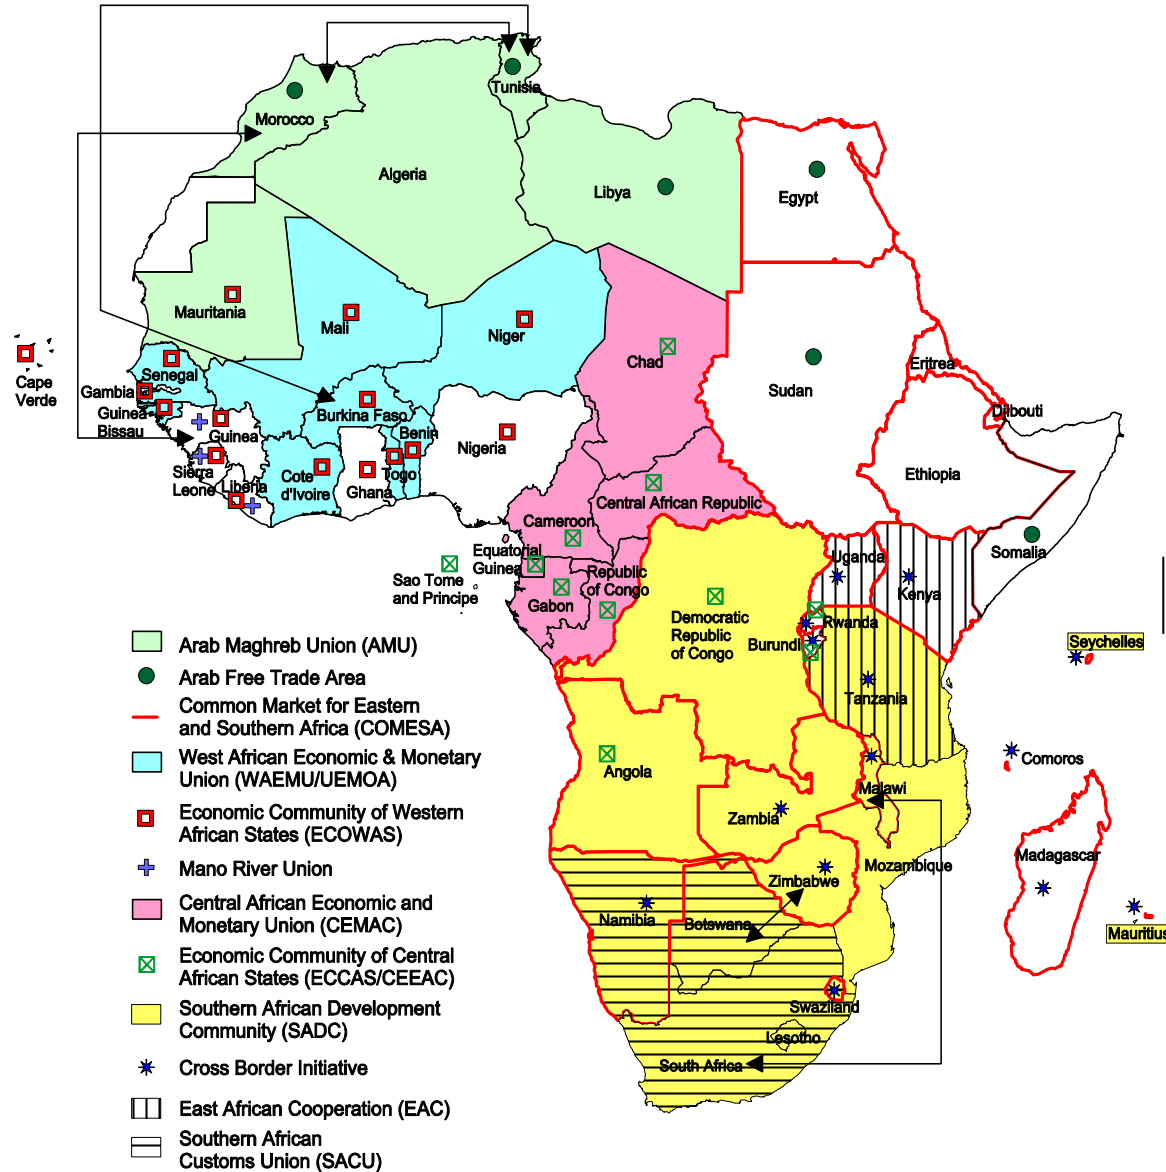 Tunisia
Morocco
Algeria
Libya
Egypt
Mauritania
Mali
Niger
Chad
Sudan
Eritrea
Cape
Verde
Senegal
Gambia
Guinea
Bissau
Burkina Faso
Benin
Guinea
Nigeria
Djibouti
Sierra
Leone
Liberia
Cote
d'Ivoire
Ghana
Togo
Ethiopia
Central African Republic
Cameroon
Somalia
Equatorial
Guinea
Uganda
Kenya
Sao Tome
and Principe
Gabon
Republic
of Congo
Democratic
Republic
of Congo
Rwanda
Burundi
Seychelles
Tanzania
Comoros
Angola
Malawi
Zambia
Mozambique
Madagascar
Zimbabwe
Namibia
Botswana
Mauritius
Swaziland
Lesotho
South Africa
Arab Maghreb Union (AMU)
Arab Free Trade Area
Common Market for Eastern
and Southern Africa (COMESA)
West African Economic & Monetary
Union (WAEMU/UEMOA)
Economic Community of Western
African States (ECOWAS)
Mano River Union
Central African Economic and
Monetary Union (CEMAC)
Economic Community of Central
African States (ECCAS/CEEAC)
Southern African Development
Community (SADC)
Cross Border Initiative
East African Cooperation (EAC)
Southern African
Customs Union (SACU)